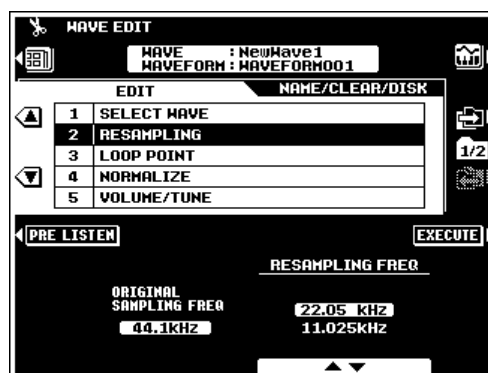 WAVE EDIT
WAVE : NewWave1
WAVEFORM : WAVEFORM001
EDIT NAME/CLEAR/DISK
1 SELECT WAVE
2 RESAMPLING
3 LOOP POINT
4 NORMALIZE
5 VOLUME/TUNE
1/2
PRE LISTEN EXECUTE
RESAMPLING FREQ
ORIGINAL
SAMPLING FREQ
22.05 kHz
44.1kHz
11.025kHz